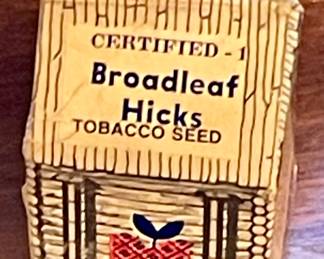 CERTIFIED - 1
Broadleaf
Hicks
TOBACCO SEED